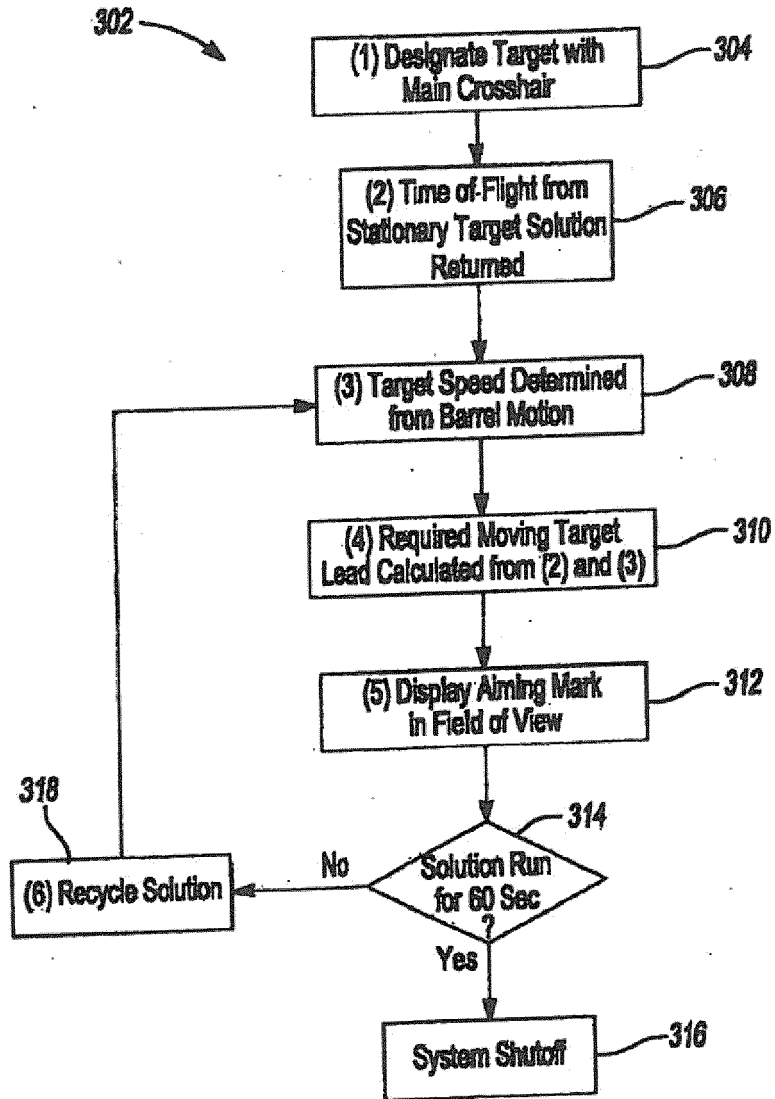 302
(1) Designate Target with
Main Crosshair
304
(2) Time of-Flight from
Stationary Target Solution
Returned
306
(3) Target Speed Determined
from Barrel Motion
308
(4) Required Moving Target
Lead Calculated from (2) and (3)
310
(5) Display Aiming Mark
in Field of View
312
314
Solution Run
for 60 Sec
?
No
318
(6) Recycle Solution
Yes
System Shutoff
316